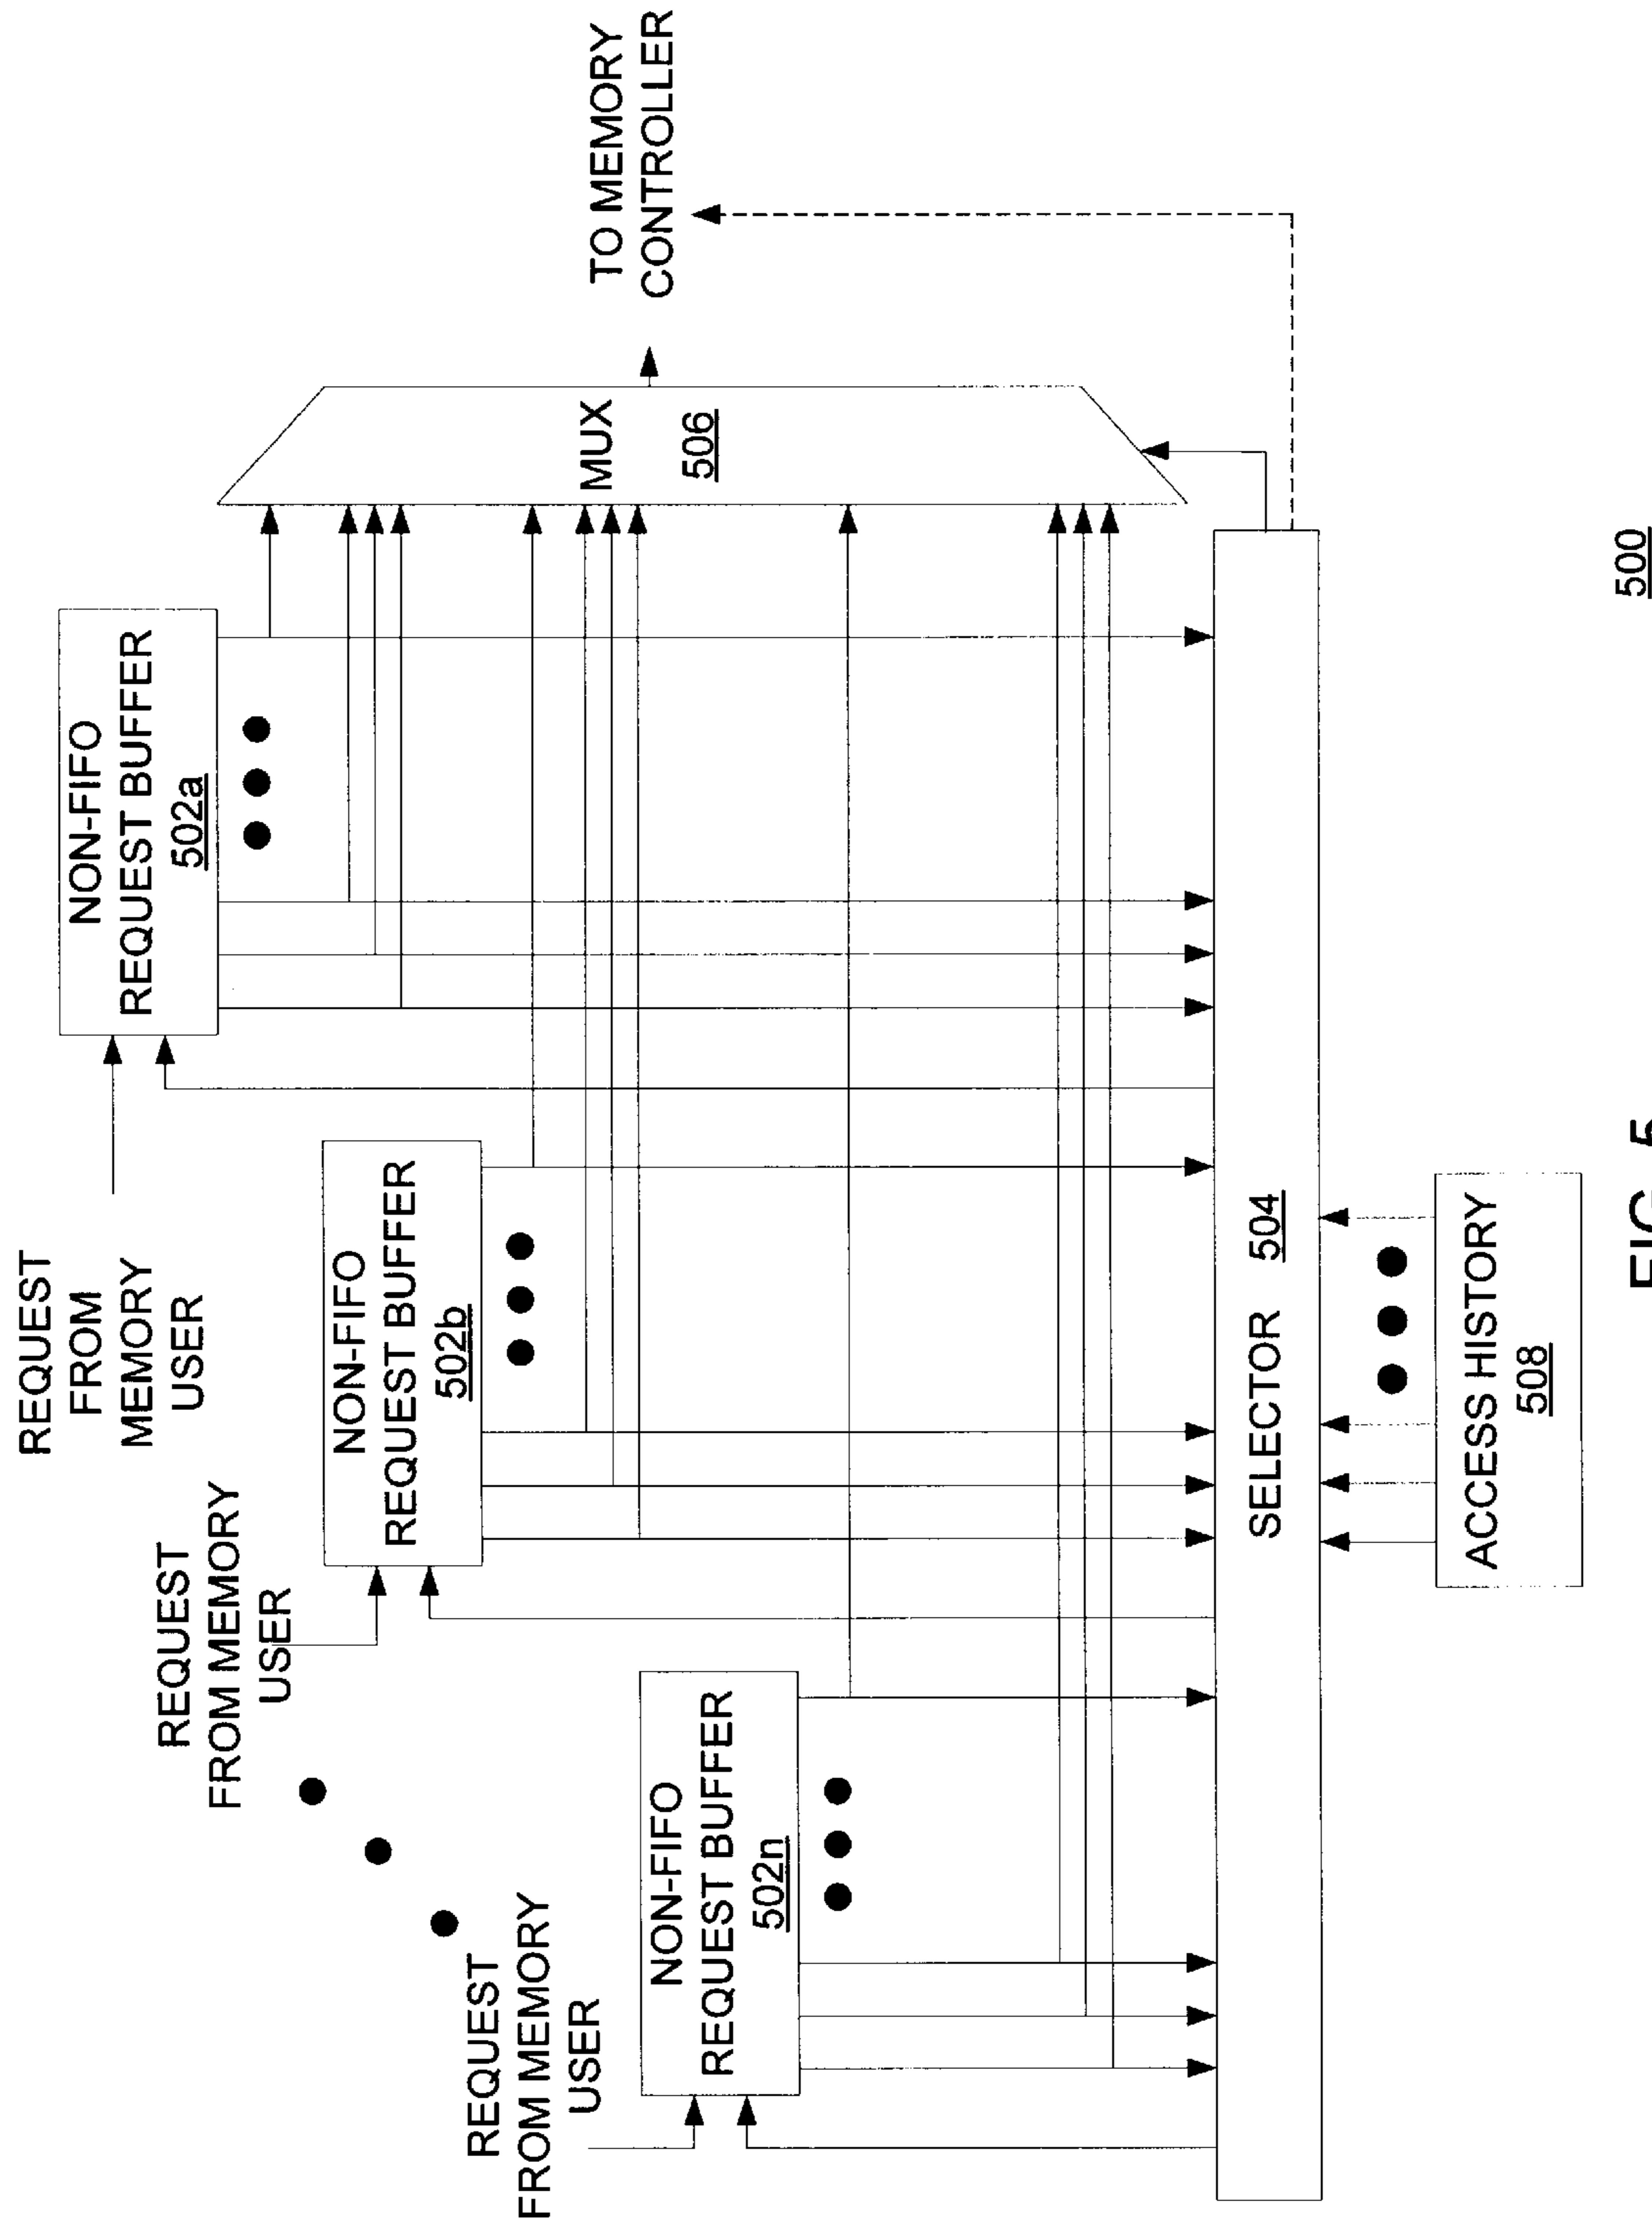 REQUEST
FROM
MEMORY
USER
NON-FIFO
REQUEST BUFFER
502a
REQUEST
FROM MEMORY
USER
NON-FIFO
REQUEST BUFFER
502b
REQUEST
FROM MEMORY
USER
NON-FIFO
REQUEST BUFFER
502n
MUX
506
TO MEMORY
CONTROLLER
SELECTOR 504
ACCESS HISTORY
508
500
FIG. 5